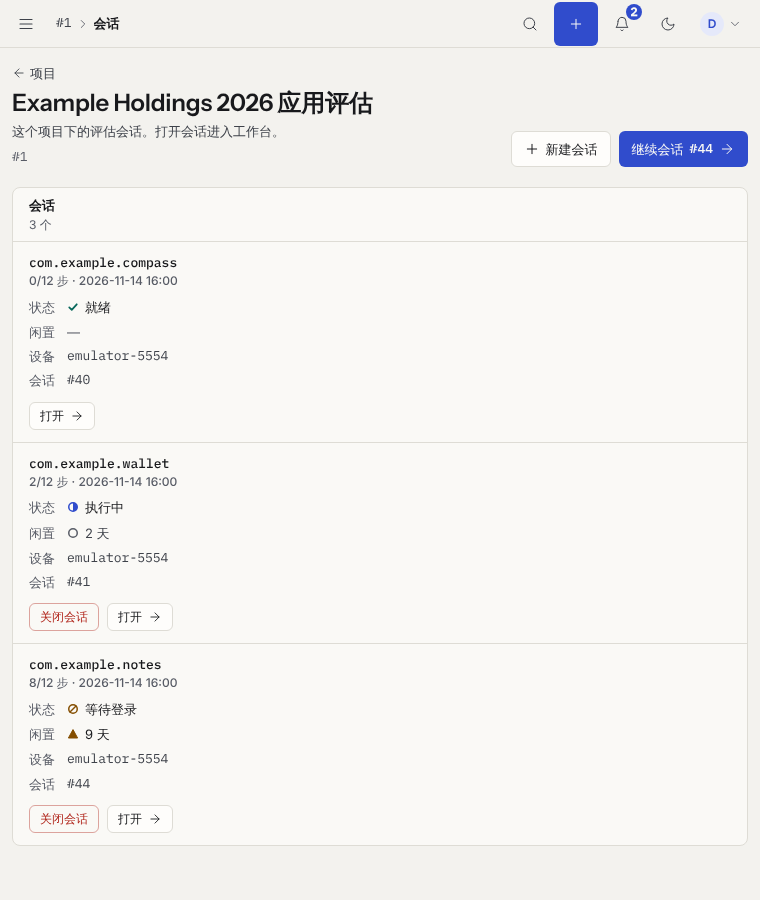 #1 会话
2
D
项目
Example Holdings 2026 应用评估
这个项目下的评估会话。打开会话进入工作台。
#1
新建会话
继续会话 #44
会话
3 个
com.example.compass
0/12 步 · 2026-11-14 16:00
状态 就绪
闲置 —
设备 emulator-5554
会话 #40
打开
com.example.wallet
2/12 步 · 2026-11-14 16:00
状态 执行中
闲置 2 天
设备 emulator-5554
会话 #41
关闭会话 打开
com.example.notes
8/12 步 · 2026-11-14 16:00
状态 等待登录
闲置 9 天
设备 emulator-5554
会话 #44
关闭会话 打开